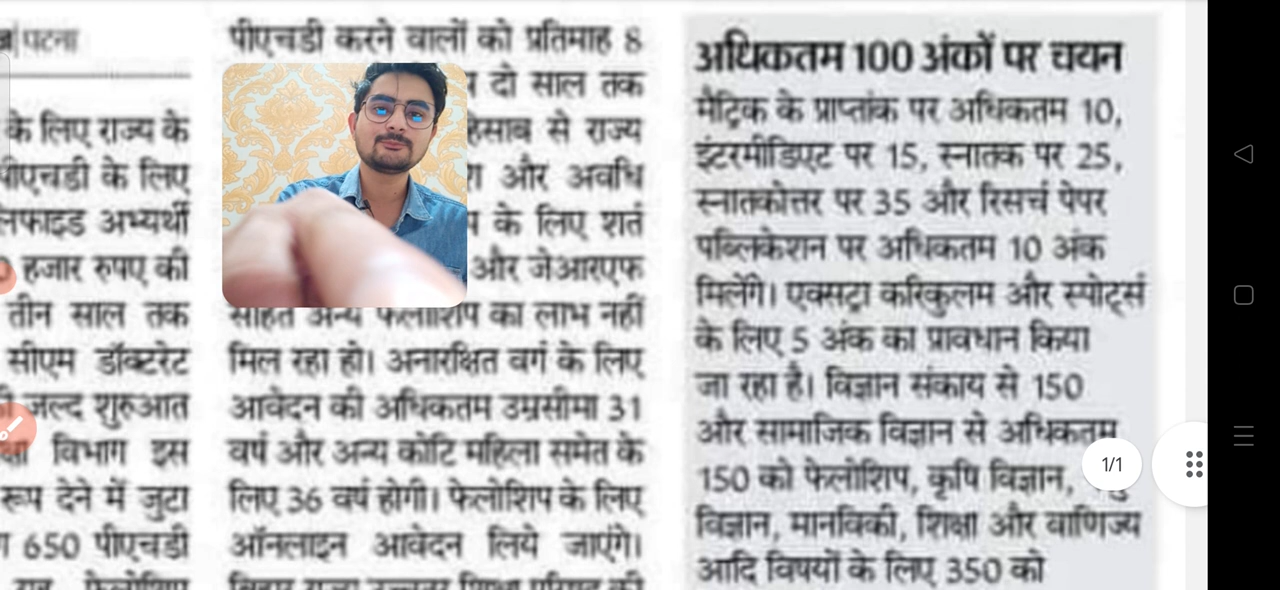 पटना
के लिए राज्य के
पीएचडी के लिए
अभ्यर्थी
हजार रुपए की
तीन साल तक
सीएम डॉक्टरेट
जल्द शुरुआत
विभाग इस
रूप देने में जुटा
650 पीएचडी
पीएचडी करने वालों को प्रतिमाह 8
दो साल तक
हिसाब से राज्य
और अवधि
के लिए शर्त
और जेआरएफ
सहित अन्य फेलोशिप का लाभ नहीं
मिल रहा हो। अनारक्षित वर्ग के लिए
आवेदन की अधिकतम उम्रसीमा 31
वर्ष और अन्य कोटि महिला समेत के
लिए 36 वर्ष होगी। फेलोशिप के लिए
ऑनलाइन आवेदन लिये जाएंगे।
अधिकतम 100 अंकों पर चयन
मैट्रिक के प्राप्तांक पर अधिकतम 10,
इंटरमीडिएट पर 15, स्नातक पर 25,
स्नातकोत्तर पर 35 और रिसर्च पेपर
पब्लिकेशन पर अधिकतम 10 अंक
मिलेंगे। एक्सट्रा करिकुलम और स्पोर्ट्स
के लिए 5 अंक का प्रावधान किया
जा रहा है। विज्ञान संकाय से 150
और सामाजिक विज्ञान से अधिकतम
150 को फेलोशिप, कृषि विज्ञान,
विज्ञान, मानविकी, शिक्षा और वाणिज्य
आदि विषयों के लिए 350 को
1/1